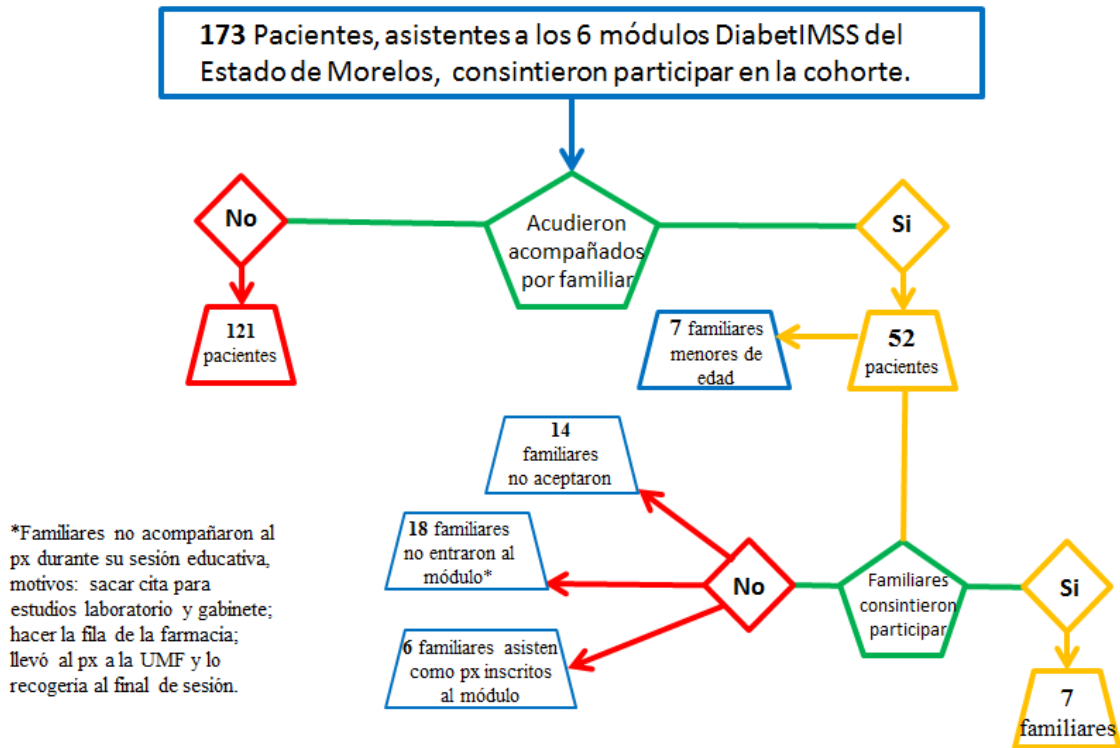 173 Pacientes, asistentes a los 6 módulos DiabetIMSS del
Estado de Morelos, consintieron participar en la cohorte.
No
Acudieron
acompañados
por familiar
Si
121
pacientes
7 familiares
menores de
edad
52
pacientes
14
familiares
no aceptaron
18 familiares
no entraron al
módulo*
6 familiares asisten
como px inscritos
al módulo
No
Familiares
consintieron
participar
Si
7
familiares
*Familiares no acompañaron al
px durante su sesión educativa,
motivos: sacar cita para
estudios laboratorio y gabinete;
hacer la fila de la farmacia;
llevó al px a la UMF y lo
recogería al final de sesión.